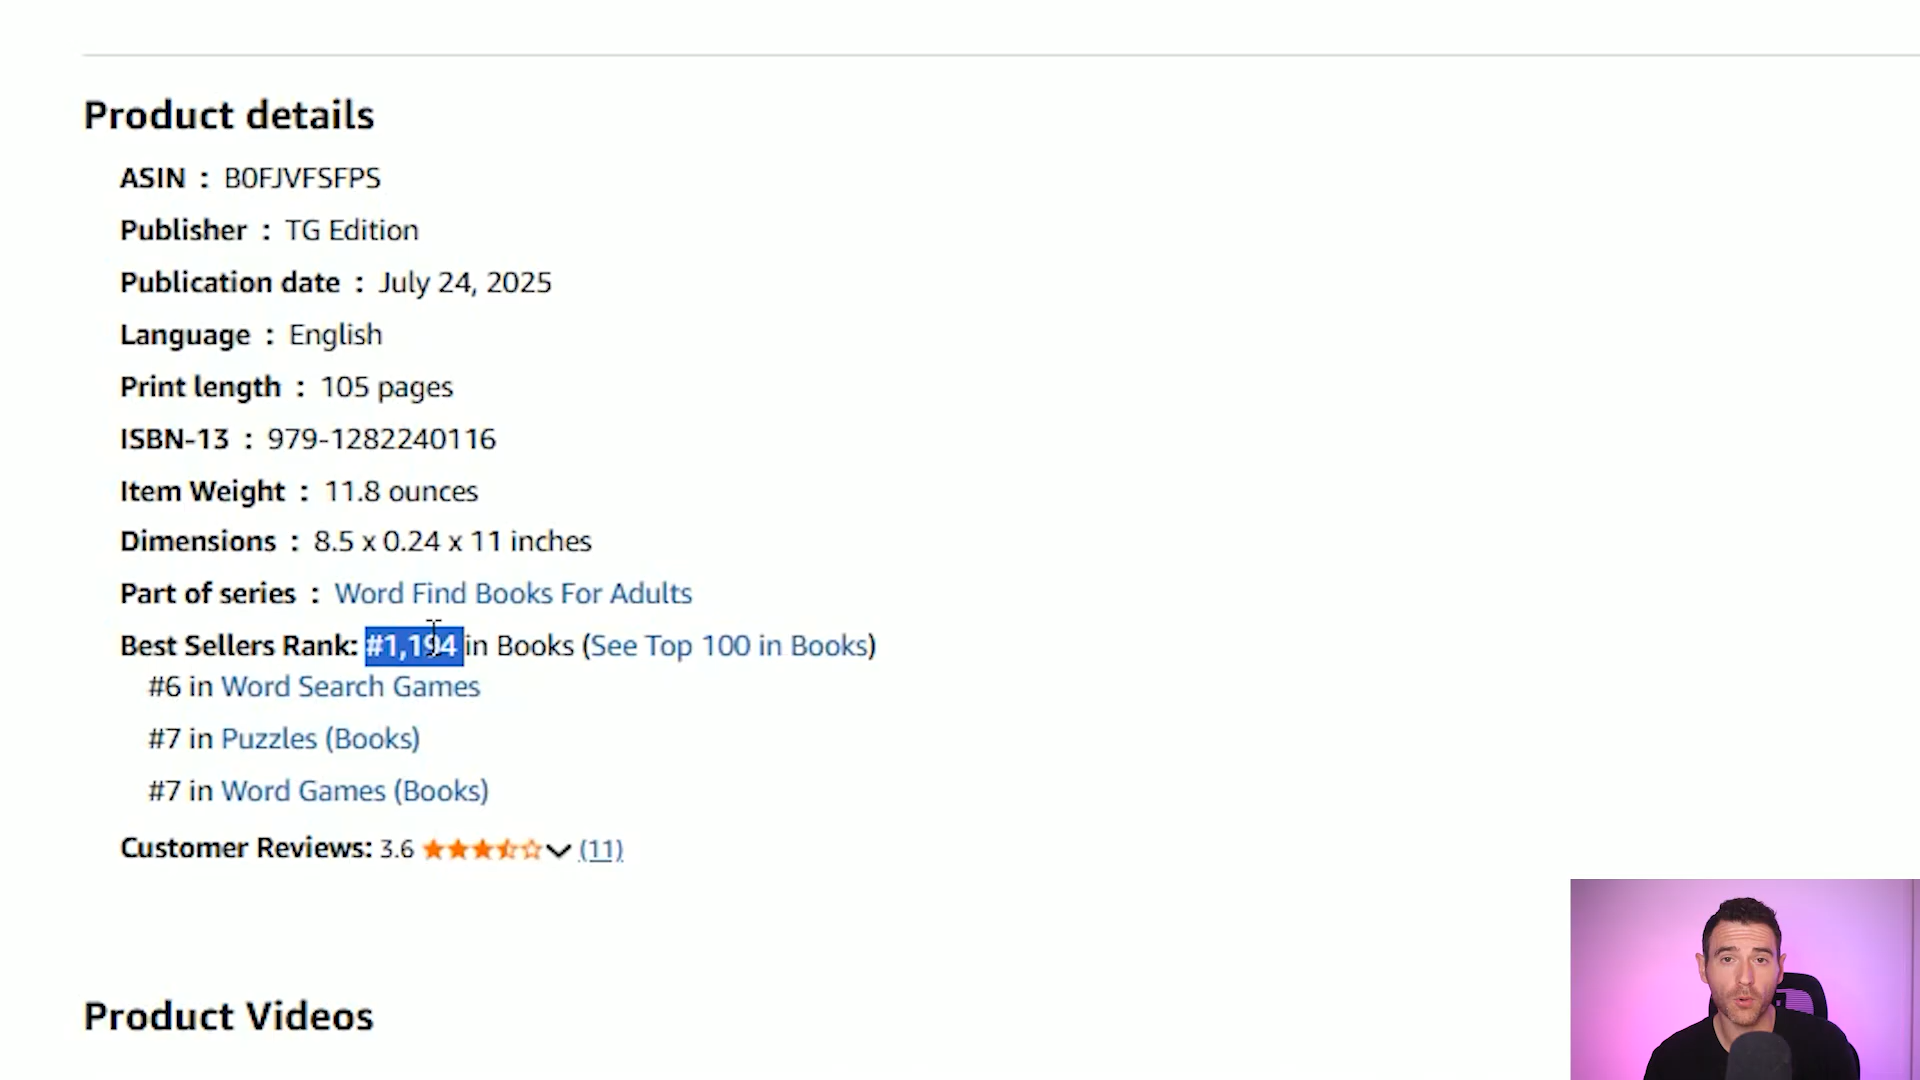 Product details
ASIN : B0FJVFSFPS
Publisher : TG Edition
Publication date : July 24, 2025
Language : English
Print length : 105 pages
ISBN-13 : 979-1282240116
Item Weight : 11.8 ounces
Dimensions : 8.5 x 0.24 x 11 inches
Part of series : Word Find Books For Adults
Best Sellers Rank: #1,194 in Books (See Top 100 in Books)
#6 in Word Search Games
#7 in Puzzles (Books)
#7 in Word Games (Books)
Customer Reviews: 3.6 (11)
Product Videos